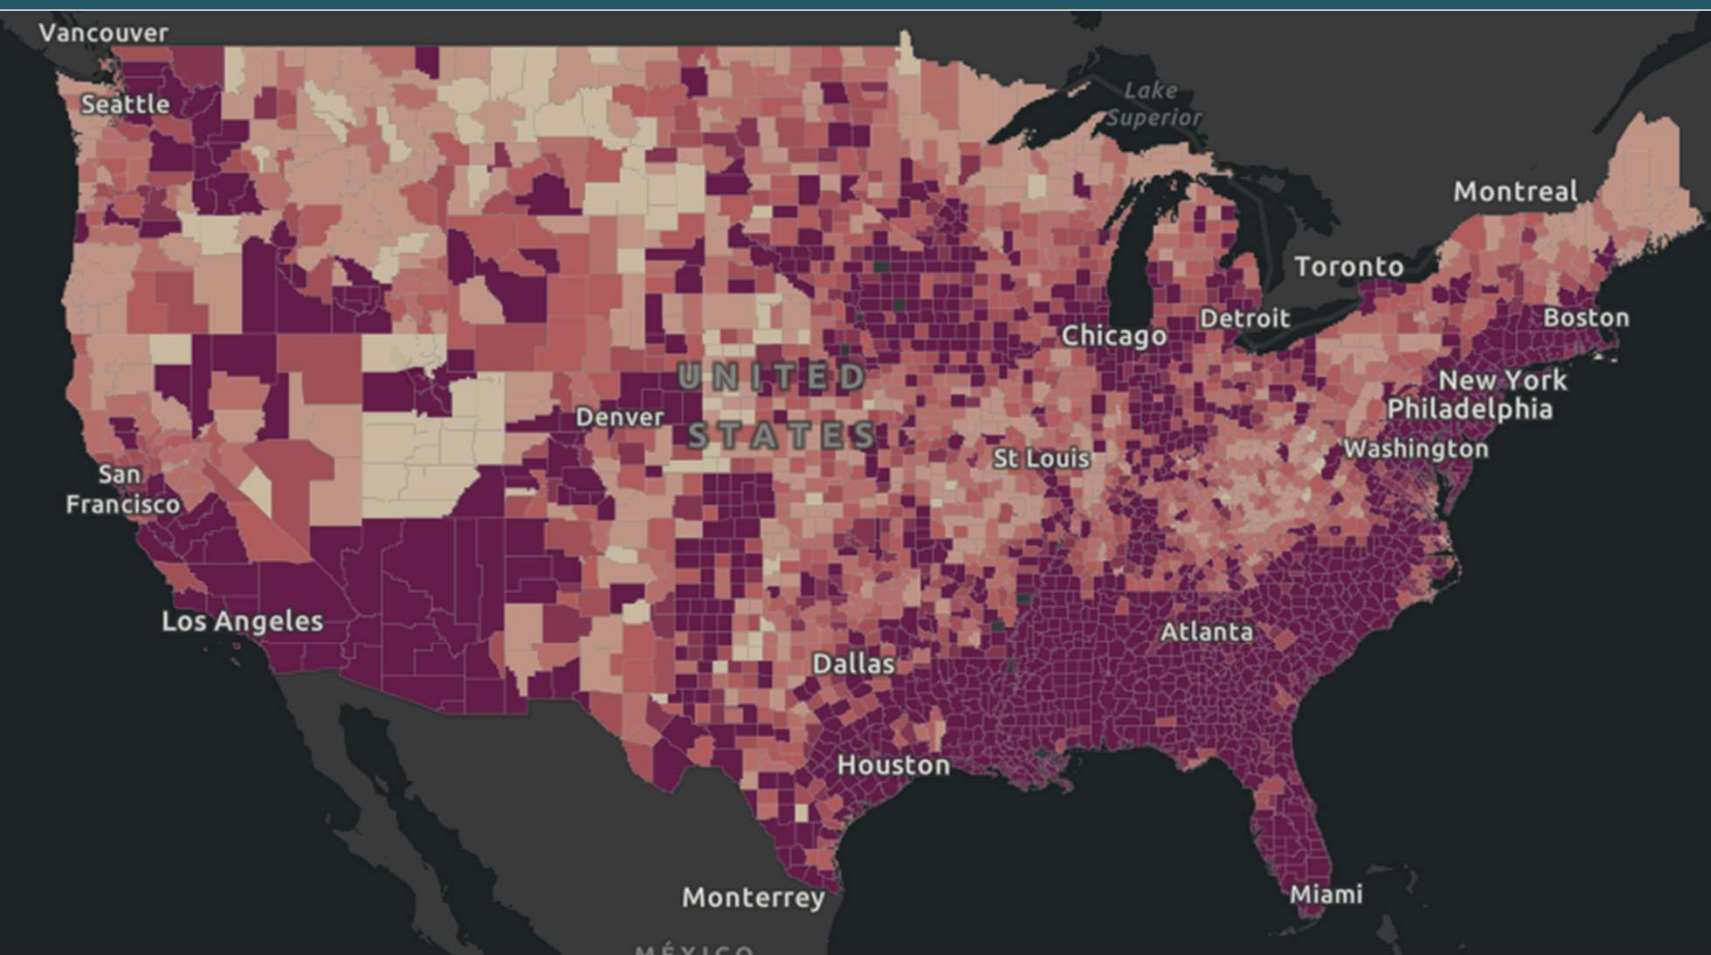 Vancouver
Seattle
Lake
Superior
Montreal
Toronto
Boston
Detroit
Chicago
UNITED
STATES
New York
Philadelphia
Denver
Washington
St Louis
San
Francisco
Los Angeles
Atlanta
Dallas
Houston
Miami
Monterrey
MÉXICO